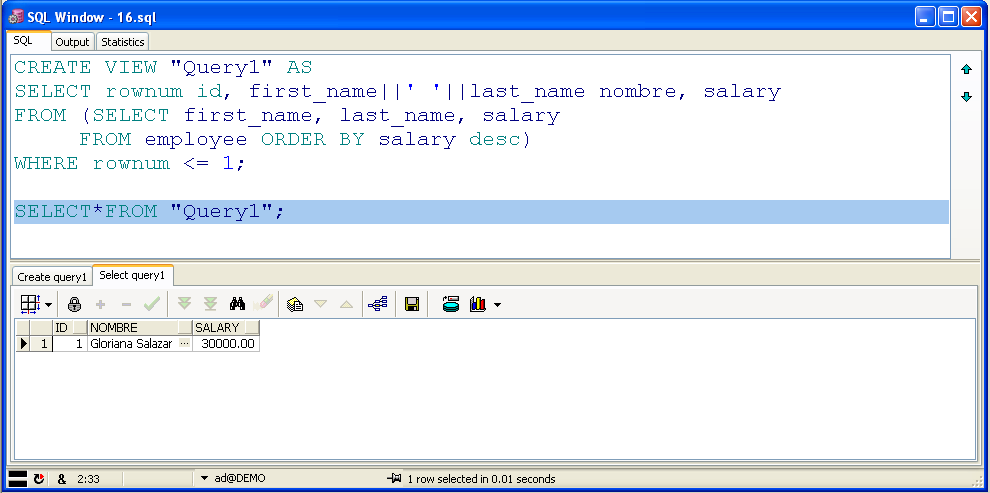 SQL Window - 16.sql
SQL Output Statistics
CREATE VIEW "Query1" AS
SELECT rownum id, first_name||' '||last_name nombre, salary
FROM (SELECT first_name, last_name, salary
FROM employee ORDER BY salary desc)
WHERE rownum <= 1;
SELECT*FROM "Query1";
Create query1 Select query1
ID NOMBRE SALARY
1 1 Gloriana Salazar ... 30000.00
& 2:33 ad@DEMO 1 row selected in 0.01 seconds